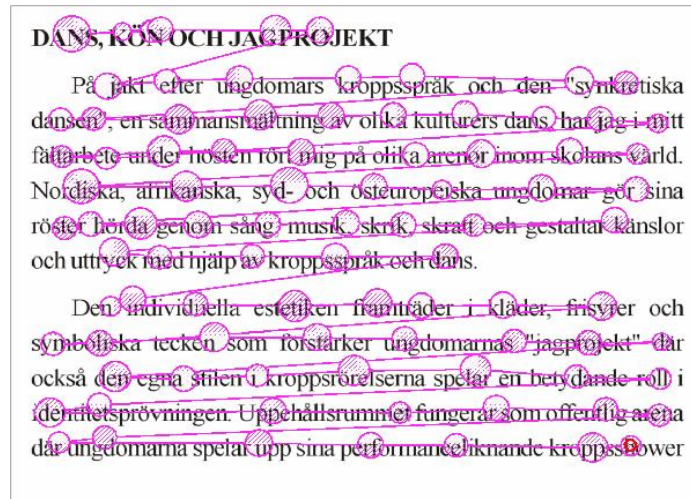 DANS, KÖN OCH JAGPROJEKT
På jakt efter ungdomars kroppsspråk och den "synkretiska
dansen", en sammansmältning av olika kulturers dans, har jag i mitt
fältarbete under hösten rört mig på olika arenor inom skolans värld.
Nordiska, afrikanska, syd- och östeuropeiska ungdomar gör sina
röster hörda genom sång, musik, skrik, skratt och gestaltar känslor
och uttryck med hjälp av kroppsspråk och dans.
Den individuella estetiken framträder i kläder, frisyrer och
symboliska tecken som förstärker ungdomarnas "jagprojekt" där
också den egna stilen i kroppsrörelserna spelar en betydande roll i
identitetsprövningen. Uppehållsrummet fungerar som offentlig arena
där ungdomarna spelar upp sina performanceliknande kroppsshower